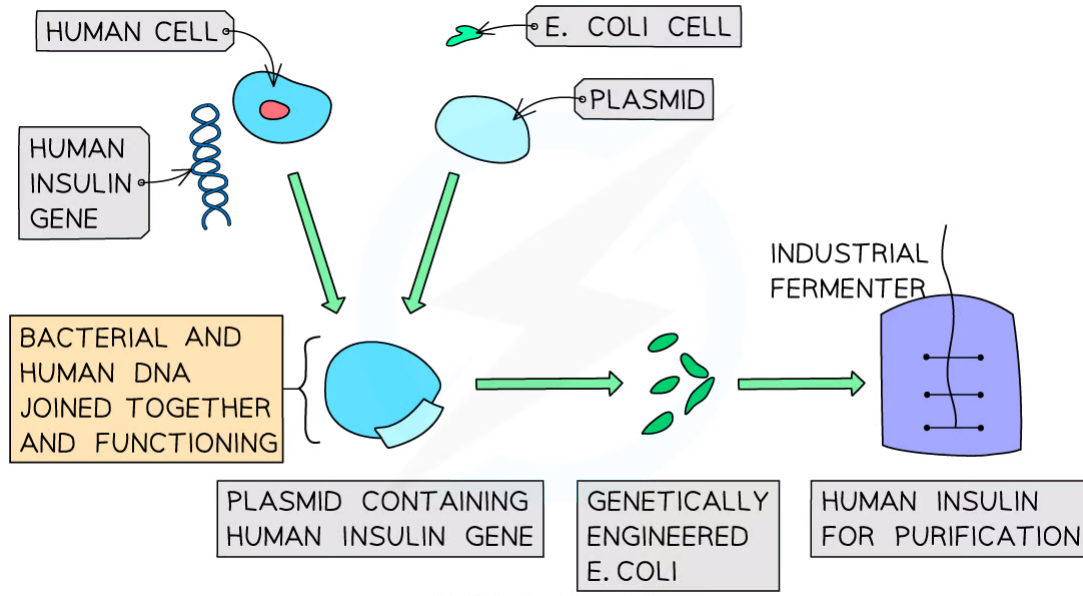 HUMAN CELL
E. COLI CELL
PLASMID
HUMAN
INSULIN
GENE
INDUSTRIAL
FERMENTER
BACTERIAL AND
HUMAN DNA
JOINED TOGETHER
AND FUNCTIONING
PLASMID CONTAINING
HUMAN INSULIN GENE
GENETICALLY
ENGINEERED
E. COLI
HUMAN INSULIN
FOR PURIFICATION